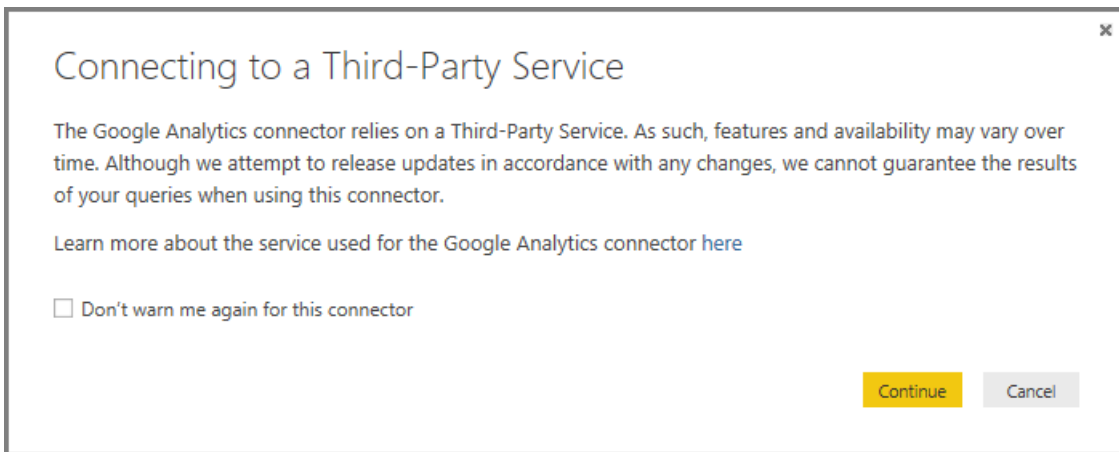 Connecting to a Third-Party Service
The Google Analytics connector relies on a Third-Party Service. As such, features and availability may vary over
time. Although we attempt to release updates in accordance with any changes, we cannot guarantee the results
of your queries when using this connector.
Learn more about the service used for the Google Analytics connector here
Don't warn me again for this connector
Continue Cancel